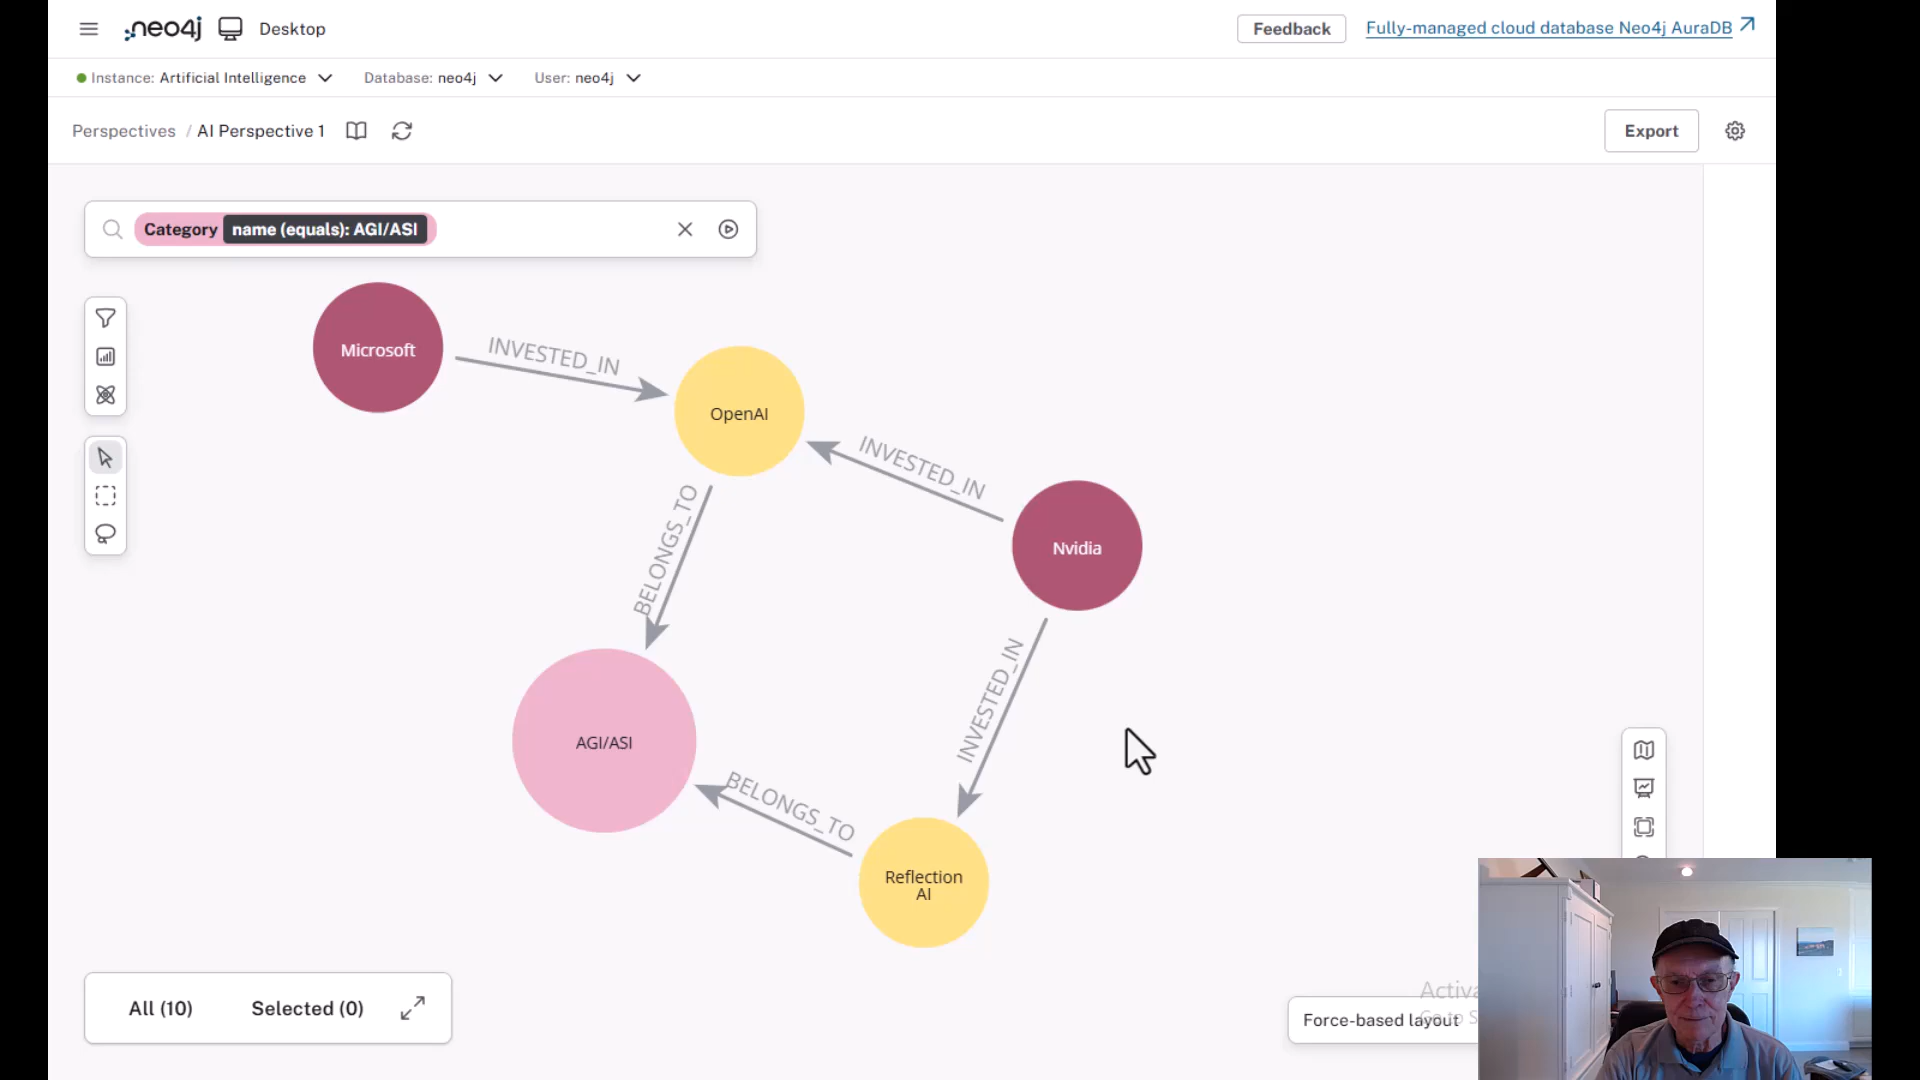 neo4j Desktop
Feedback
Fully-managed cloud database Neo4j AuraDB
Instance: Artificial Intelligence
Database: neo4j
User: neo4j
Perspectives / AI Perspective 1
Export
Category name (equals): AGI/ASI
Microsoft
INVESTED_IN
OpenAI
INVESTED_IN
Nvidia
BELONGS_TO
INVESTED_IN
AGI/ASI
BELONGS_TO
Reflection
AI
All (10)
Selected (0)
Force-based layout